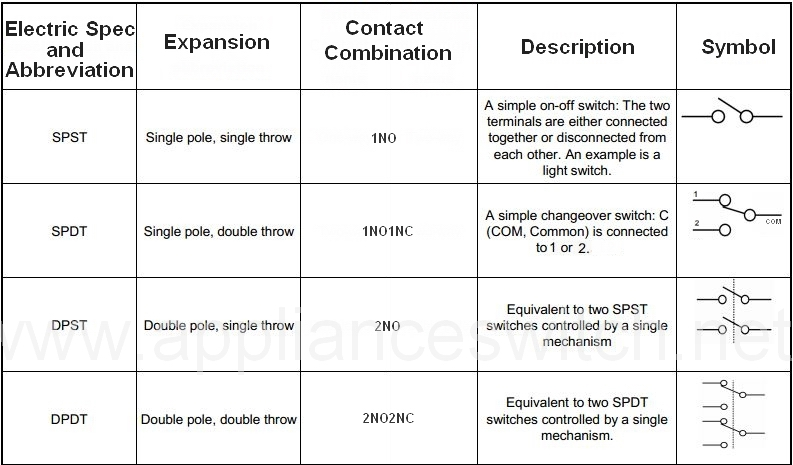 Electric Spec
and
Abbreviation
Expansion
Contact
Combination
Description
Symbol
SPST
Single pole, single throw
1NO
A simple on-off switch: The two
terminals are either connected
together or disconnected from
each other. An example is a
light switch.
SPDT
Single pole, double throw
1NO1NC
A simple changeover switch: C
(COM, Common) is connected
to 1 or 2.
1
2
COM
DPST
Double pole, single throw
2NO
Equivalent to two SPST
switches controlled by a single
mechanism
www.applianceswitch.net
DPDT
Double pole, double throw
2NO2NC
Equivalent to two SPDT
switches controlled by a single
mechanism.